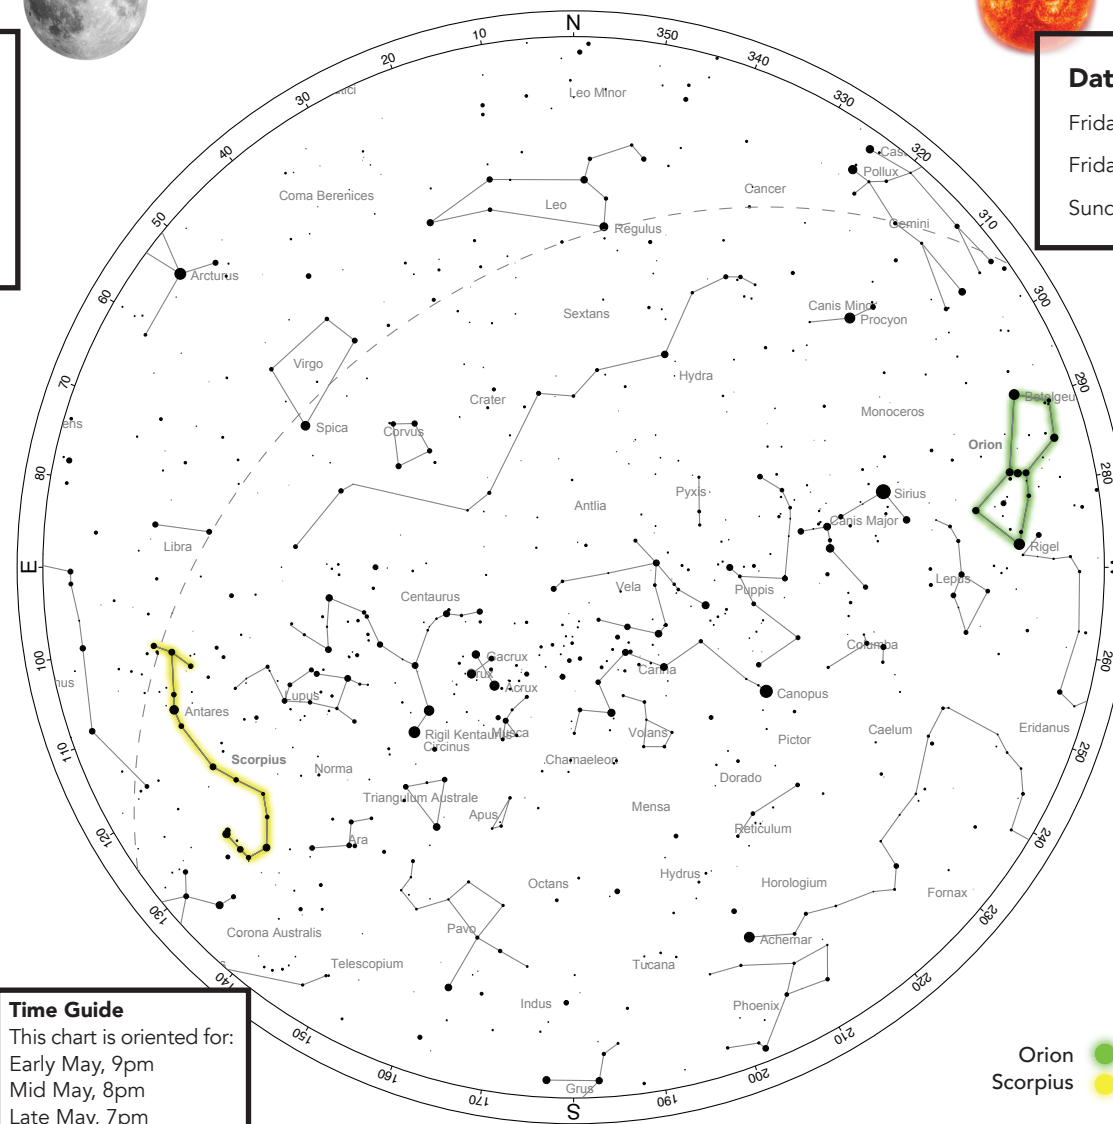 N
10
20
30
40
50
60
70
80
E
100
110
120
130
140
150
160
170
S
190
200
210
220
230
240
250
260
280
290
300
310
320
330
340
350
Leo Minor
Coma Berenices
Leo
Regulus
Cancer
Pollux
Gemini
Arcturus
Sextans
Canis Minor
Procyon
Virgo
Hydra
Crater
Spica
Corvus
Monoceros
Orion
Antlia
Pyxis
Sirius
Canis Major
Rigel
Libra
Centaurus
Vela
Puppis
Lepus
Gacrux
Acrux
Carina
Columba
Canopus
Lupus
Antares
Rigil Kentaurus
Musca
Circinus
Volans
Pictor
Caelum
Eridanus
Scorpius
Norma
Chamaeleon
Dorado
Triangulum Australe
Apus
Mensa
Reticulum
Ara
Octans
Hydrus
Horologium
Fornax
Corona Australis
Pavo
Achernar
Telescopium
Tucana
Indus
Phoenix
Grus
Time Guide
This chart is oriented for:
Early May, 9pm
Mid May, 8pm
Late May, 7pm
Orion
Scorpius